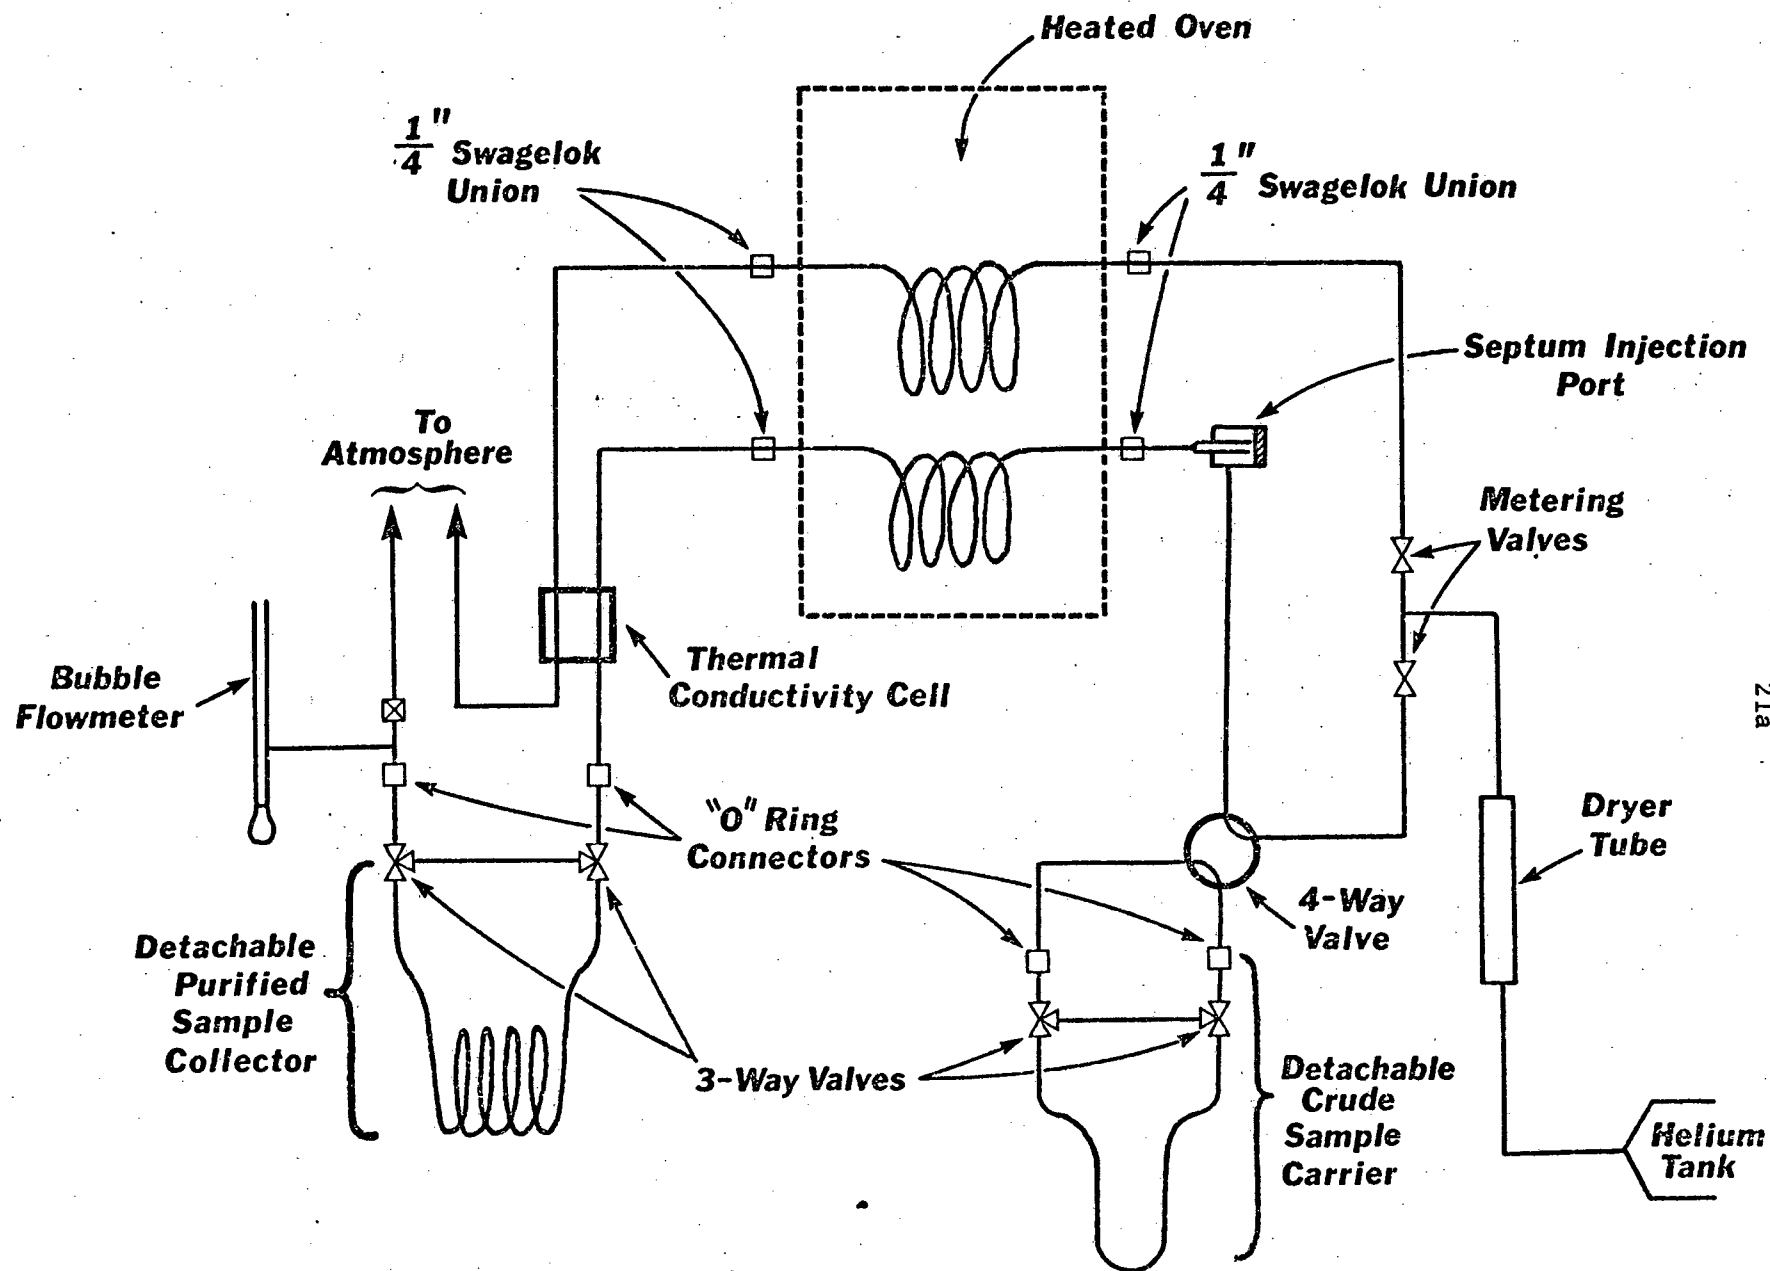 Heated Oven
1/4" Swagelok
Union
1/4" Swagelok Union
Septum Injection
Port
To
Atmosphere
Metering
Valves
Bubble
Flowmeter
Thermal
Conductivity Cell
21a
"O" Ring
Connectors
Dryer
Tube
4-Way
Valve
Detachable
Purified
Sample
Collector
3-Way Valves
Detachable
Crude
Sample
Carrier
Helium
Tank